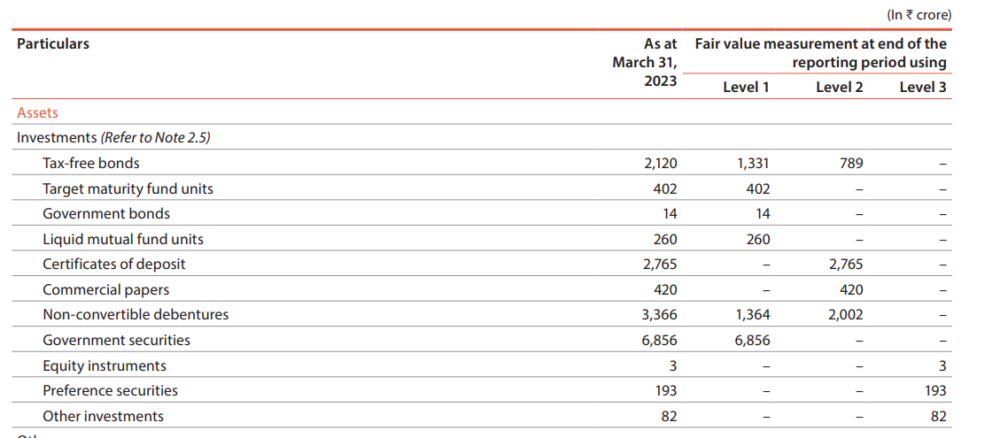 (In ₹ crore)
Particulars As at March 31, 2023 Fair value measurement at end of the reporting period using
Level 1 Level 2 Level 3
Assets
Investments (Refer to Note 2.5)
Tax-free bonds 2,120 1,331 789 –
Target maturity fund units 402 402 – –
Government bonds 14 14 – –
Liquid mutual fund units 260 260 – –
Certificates of deposit 2,765 – 2,765 –
Commercial papers 420 – 420 –
Non-convertible debentures 3,366 1,364 2,002 –
Government securities 6,856 6,856 – –
Equity instruments 3 – – 3
Preference securities 193 – – 193
Other investments 82 – – 82